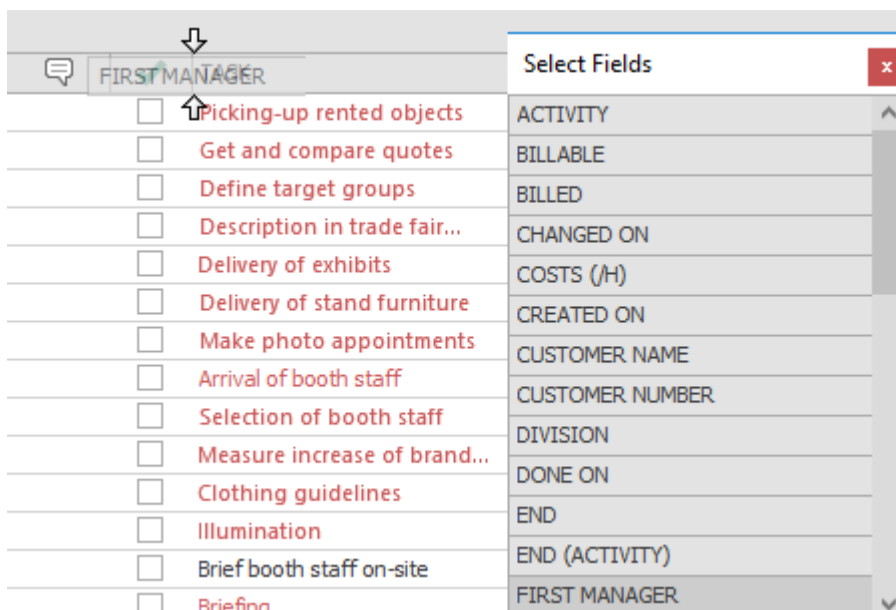 Select Fields
x
FIRST MANAGER
TASK
Picking-up rented objects
Get and compare quotes
Define target groups
Description in trade fair...
Delivery of exhibits
Delivery of stand furniture
Make photo appointments
Arrival of booth staff
Selection of booth staff
Measure increase of brand...
Clothing guidelines
Illumination
Brief booth staff on-site
Briefing
ACTIVITY
BILLABLE
BILLED
CHANGED ON
COSTS (/H)
CREATED ON
CUSTOMER NAME
CUSTOMER NUMBER
DIVISION
DONE ON
END
END (ACTIVITY)
FIRST MANAGER